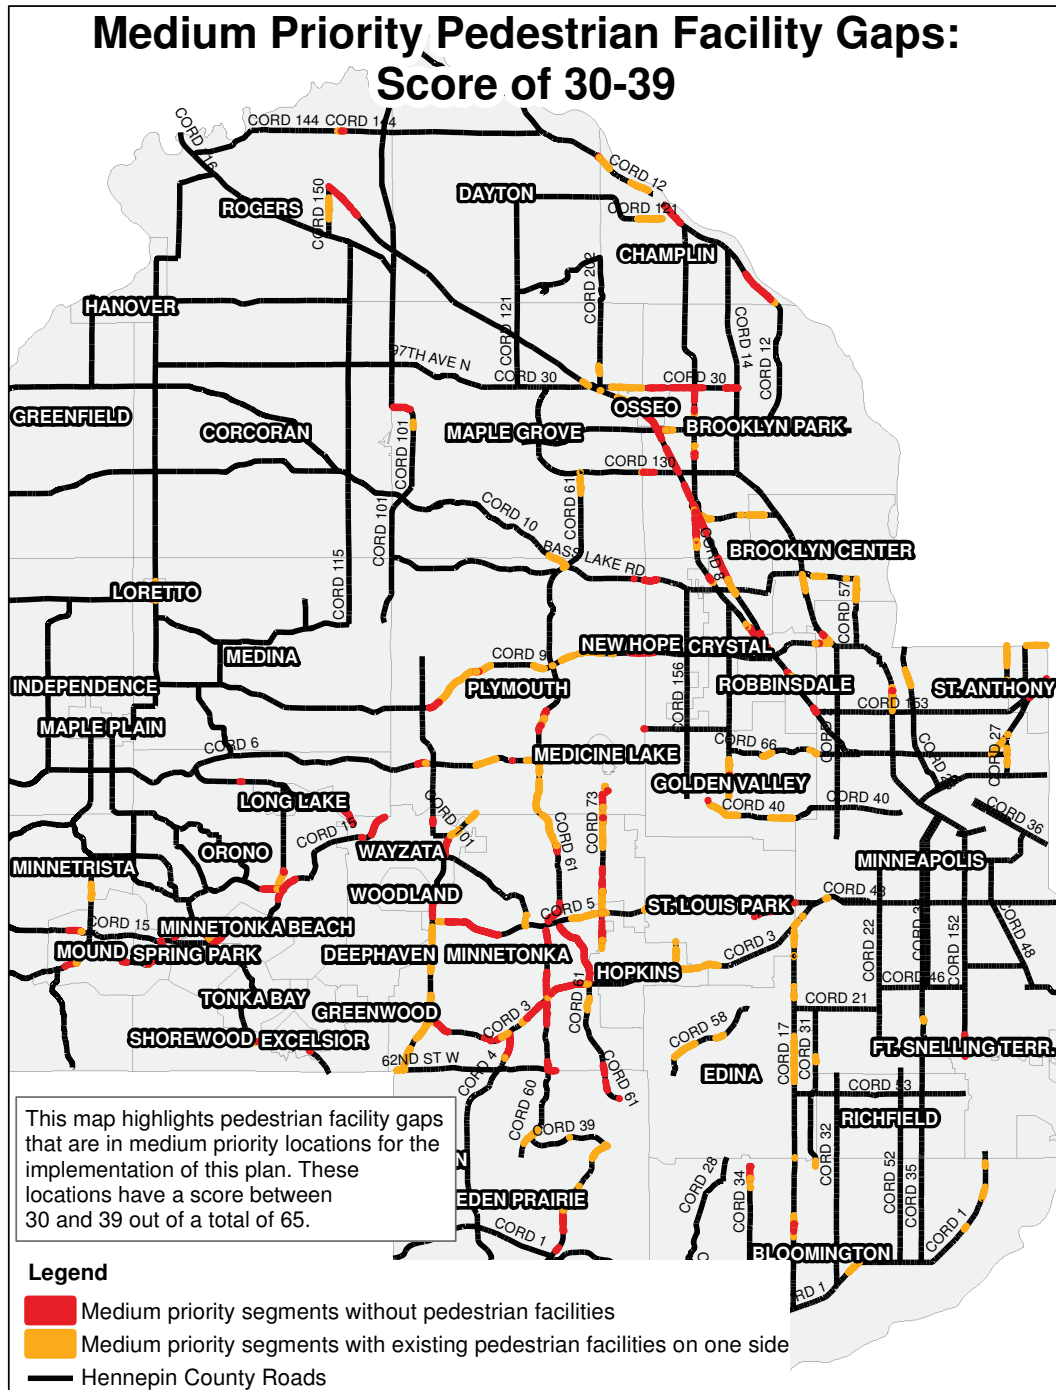 Medium Priority Pedestrian Facility Gaps:
Score of 30-39
CORD 144
CORD 144
CORD 116
CORD 12
CORD 150
ROGERS
DAYTON
CORD 121
CHAMPLIN
CORD 202
HANOVER
CORD 121
CORD 14
CORD 12
97TH AVE N
CORD 30
CORD 30
GREENFIELD
CORCORAN
CORD 101
MAPLE GROVE
OSSEO
BROOKLYN PARK
CORD 130
CORD 61
CORD 101
CORD 10
BASS LAKE RD
CORD 8
BROOKLYN CENTER
CORD 115
LORETTO
CORD 57
MEDINA
CORD 9
NEW HOPE
CRYSTAL
INDEPENDENCE
PLYMOUTH
CORD 156
ROBBINSDALE
ST. ANTHONY
MAPLE PLAIN
CORD 153
CORD 6
MEDICINE LAKE
CORD 66
CORD
CORD 27
GOLDEN VALLEY
LONG LAKE
CORD 101
CORD 73
CORD 40
CORD 40
CORD 36
CORD 15
ORONO
WAYZATA
CORD 61
MINNEAPOLIS
MINNETRISTA
WOODLAND
CORD 5
ST. LOUIS PARK
CORD 43
CORD 15
MINNETONKA BEACH
MOUND
SPRING PARK
DEEPHAVEN
MINNETONKA
CORD 3
CORD 22
CORD 152
CORD 48
HOPKINS
CORD 46
TONKA BAY
GREENWOOD
CORD 61
CORD 21
SHOREWOOD
EXCELSIOR
CORD 3
CORD 58
CORD 17
CORD 31
FT. SNELLING TERR.
62ND ST W
CORD 4
CORD 60
CORD 61
EDINA
CORD 53
RICHFIELD
CORD 39
CORD 32
N
EDEN PRAIRIE
CORD 28
CORD 34
CORD 52
CORD 35
CORD 1
CORD 1
C
BLOOMINGTON
RD 1
This map highlights pedestrian facility gaps
that are in medium priority locations for the
implementation of this plan. These
locations have a score between
30 and 39 out of a total of 65.
Legend
Medium priority segments without pedestrian facilities
Medium priority segments with existing pedestrian facilities on one side
Hennepin County Roads